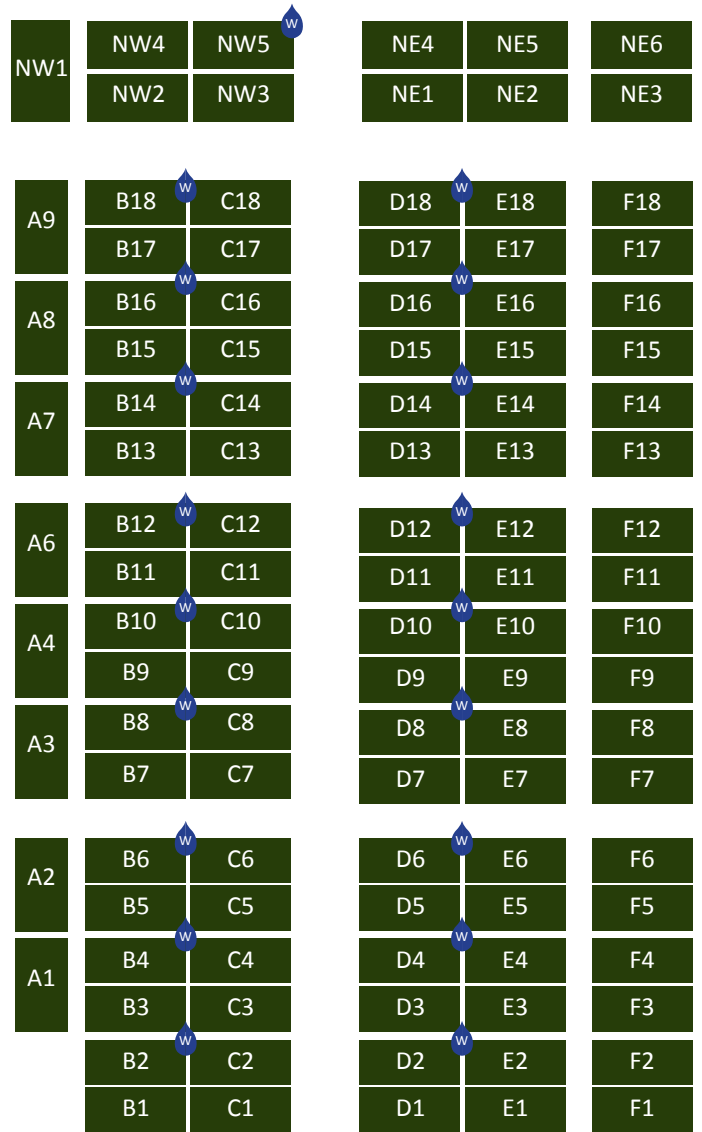 W
NW4 NW5 NE4 NE5 NE6
NW1
NW2 NW3 NE1 NE2 NE3
W W
B18 C18 D18 E18 F18
A9
B17 C17 D17 E17 F17
W W
B16 C16 D16 E16 F16
A8
B15 C15 D15 E15 F15
W W
B14 C14 D14 E14 F14
A7
B13 C13 D13 E13 F13
W W
B12 C12 D12 E12 F12
A6
B11 C11 D11 E11 F11
W W
B10 C10 D10 E10 F10
A4
B9 C9 D9 E9 F9
W W
B8 C8 D8 E8 F8
A3
B7 C7 D7 E7 F7
W W
B6 C6 D6 E6 F6
A2
B5 C5 D5 E5 F5
W W
B4 C4 D4 E4 F4
A1
B3 C3 D3 E3 F3
W W
B2 C2 D2 E2 F2
B1 C1 D1 E1 F1